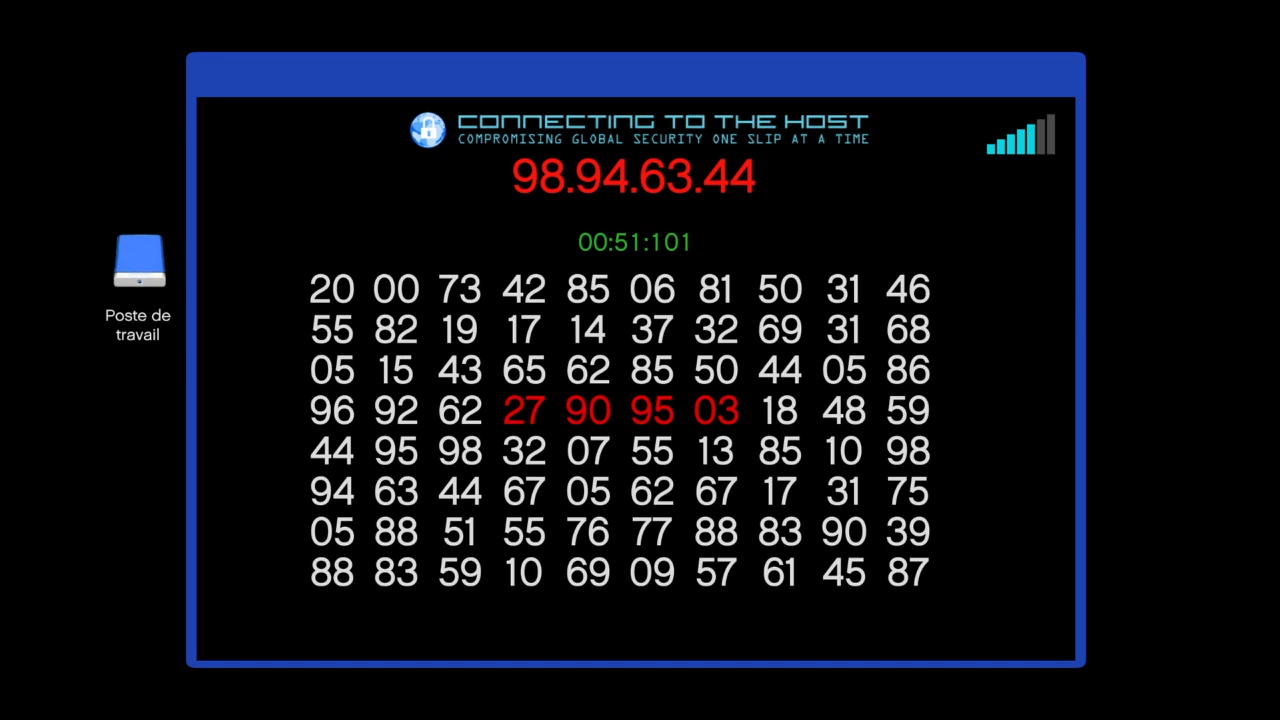 CONNECTING TO THE HOST
COMPROMISING GLOBAL SECURITY ONE SLIP AT A TIME
98.94.63.44
00:51:101
20 00 73 42 85 06 81 50 31 46
55 82 19 17 14 37 32 69 31 68
05 15 43 65 62 85 50 44 05 86
96 92 62 27 90 95 03 18 48 59
44 95 98 32 07 55 13 85 10 98
94 63 44 67 05 62 67 17 31 75
05 88 51 55 76 77 88 83 90 39
88 83 59 10 69 09 57 61 45 87
Poste de
travail